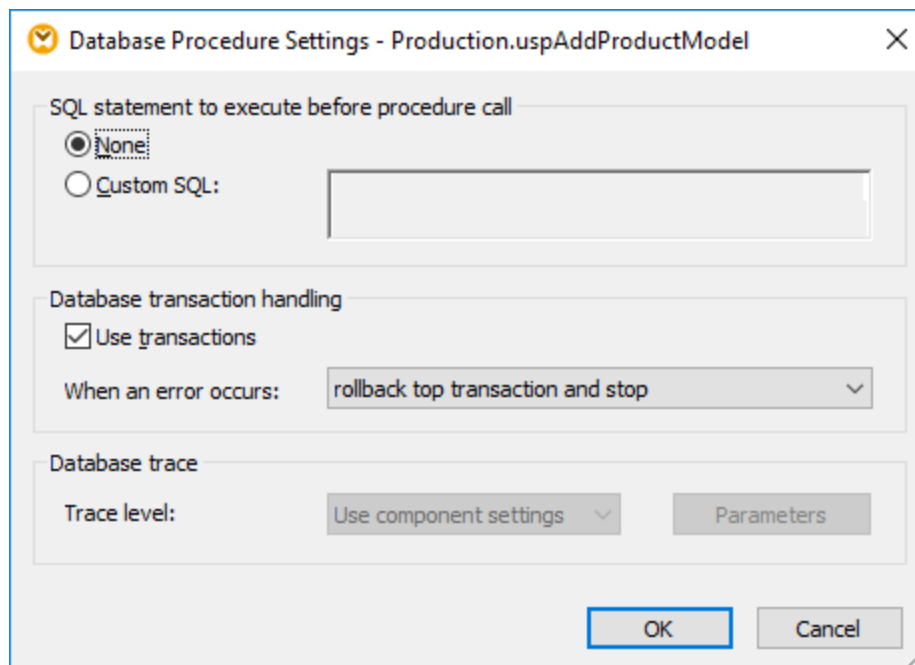 Database Procedure Settings - Production.uspAddProductModel
SQL statement to execute before procedure call
None
Custom SQL:
Database transaction handling
Use transactions
When an error occurs: rollback top transaction and stop
Database trace
Trace level: Use component settings Parameters
OK Cancel